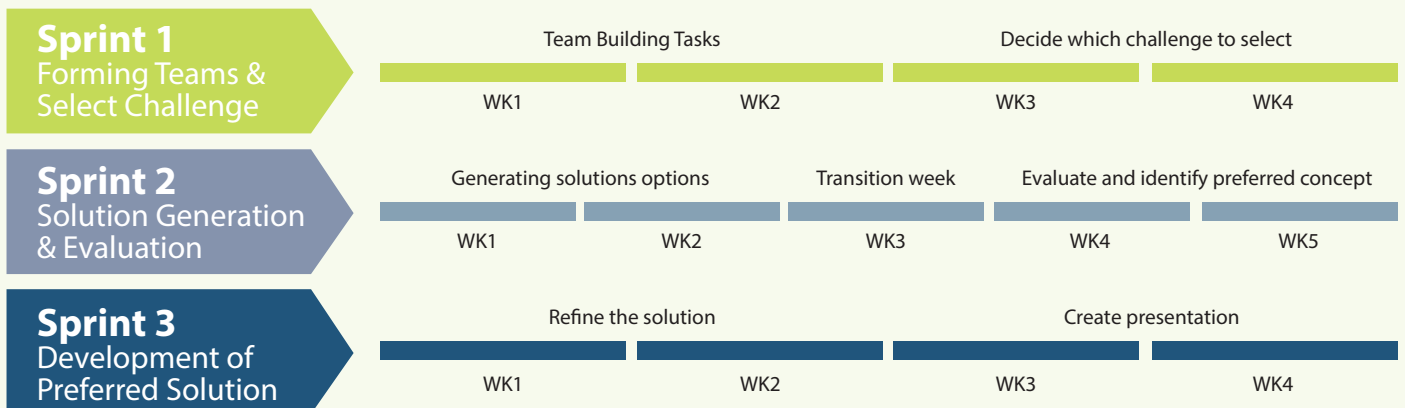 Sprint 1
Forming Teams &
Select Challenge
Team Building Tasks
Decide which challenge to select
WK1
WK2
WK3
WK4
Sprint 2
Solution Generation
& Evaluation
Generating solutions options
Transition week
Evaluate and identify preferred concept
WK1
WK2
WK3
WK4
WK5
Sprint 3
Development of
Preferred Solution
Refine the solution
Create presentation
WK1
WK2
WK3
WK4